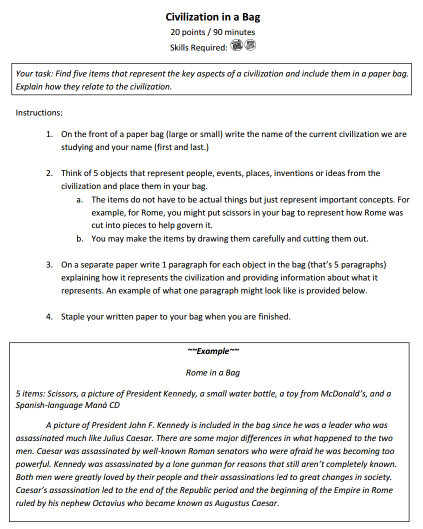 Civilization in a Bag
20 points / 90 minutes
Skills Required:
Your task: Find five items that represent the key aspects of a civilization and include them in a paper bag.
Explain how they relate to the civilization.
Instructions:
1. On the front of a paper bag (large or small) write the name of the current civilization we are
studying and your name (first and last.)
2. Think of 5 objects that represent people, events, places, inventions or ideas from the
civilization and place them in your bag.
a. The items do not have to be actual things but just represent important concepts. For
example, for Rome, you might put scissors in your bag to represent how Rome was
cut into pieces to help govern it.
b. You may make the items by drawing them carefully and cutting them out.
3. On a separate paper write 1 paragraph for each object in the bag (that's 5 paragraphs)
explaining how it represents the civilization and providing information about what it
represents. An example of what one paragraph might look like is provided below.
4. Staple your written paper to your bag when you are finished.
~~Example~~
Rome in a Bag
5 items: Scissors, a picture of President Kennedy, a small water bottle, a toy from McDonald's, and a
Spanish-language Maná CD
A picture of President John F. Kennedy is included in the bag since he was a leader who was
assassinated much like Julius Caesar. There are some major differences in what happened to the two
men. Caesar was assassinated by well-known Roman senators who were afraid he was becoming too
powerful. Kennedy was assassinated by a lone gunman for reasons that still aren't completely known.
Both men were greatly loved by their people and their assassinations led to great changes in society.
Caesar's assassination led to the end of the Republic period and the beginning of the Empire in Rome
ruled by his nephew Octavius who became known as Augustus Caesar.